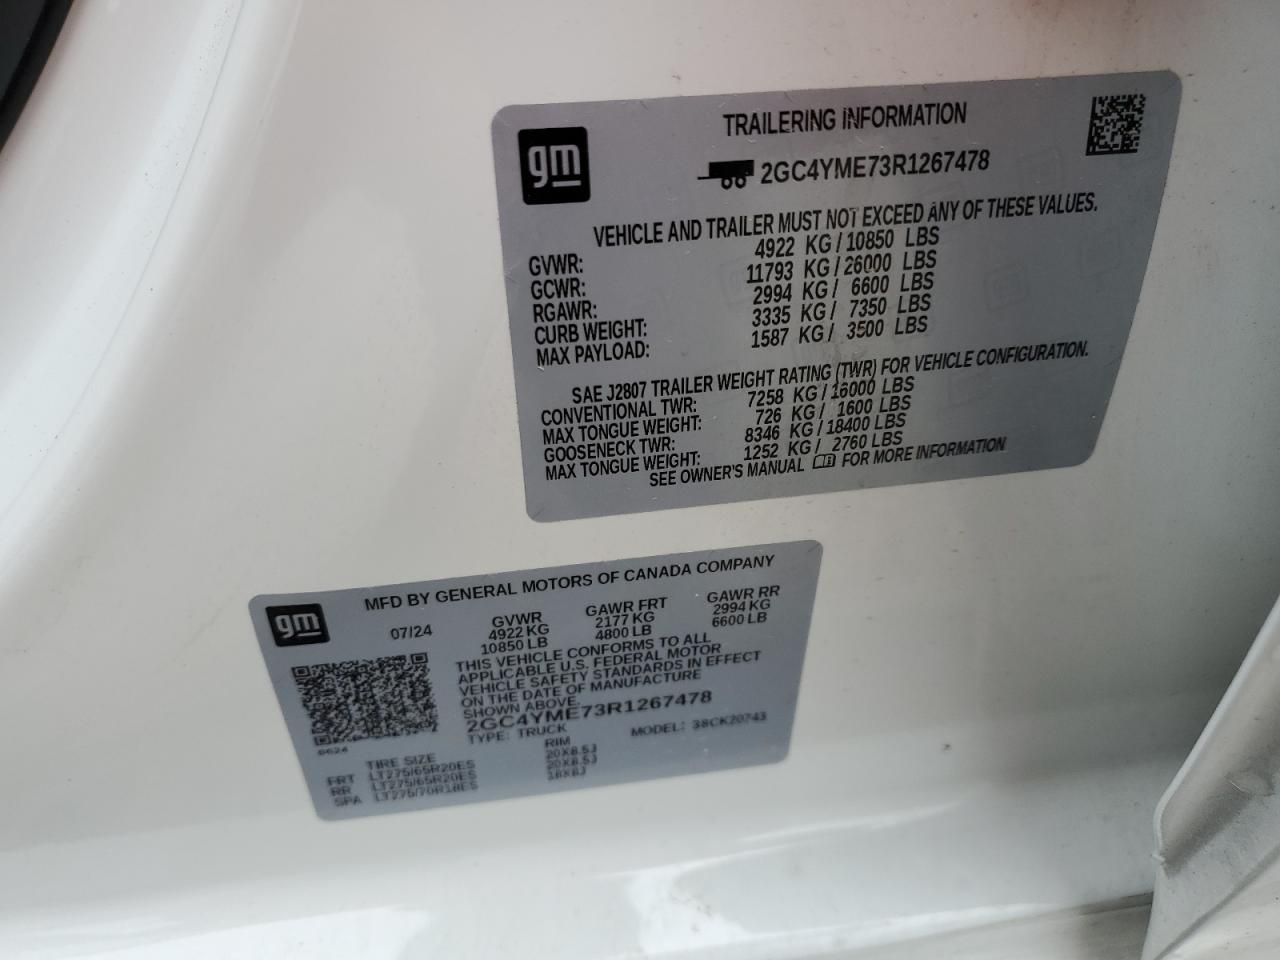 gm
TRAILERING INFORMATION
2GC4YME73R1267478
VEHICLE AND TRAILER MUST NOT EXCEED ANY OF THESE VALUES.
GVWR: 4922 KG / 10850 LBS
GCWR: 11793 KG / 26000 LBS
RGAWR: 2994 KG / 6600 LBS
CURB WEIGHT: 3335 KG / 7350 LBS
MAX PAYLOAD: 1587 KG / 3500 LBS
SAE J2807 TRAILER WEIGHT RATING (TWR) FOR VEHICLE CONFIGURATION.
CONVENTIONAL TWR: 7258 KG / 16000 LBS
MAX TONGUE WEIGHT: 726 KG / 1600 LBS
GOOSENECK TWR: 8346 KG / 18400 LBS
MAX TONGUE WEIGHT: 1252 KG / 2760 LBS
SEE OWNER'S MANUAL FOR MORE INFORMATION
gm
MFD BY GENERAL MOTORS OF CANADA COMPANY
07/24 GVWR GAWR FRT GAWR RR
4922 KG 2177 KG 2994 KG
10850 LB 4800 LB 6600 LB
THIS VEHICLE CONFORMS TO ALL
APPLICABLE U.S. FEDERAL MOTOR
VEHICLE SAFETY STANDARDS IN EFFECT
ON THE DATE OF MANUFACTURE
SHOWN ABOVE.
2GC4YME73R1267478
TYPE: TRUCK MODEL: 38CK20743
0624
TIRE SIZE RIM
FRT LT275/65R20ES 20X8.5J
RR LT275/65R20ES 20X8.5J
SPA LT275/70R18ES 18X8J